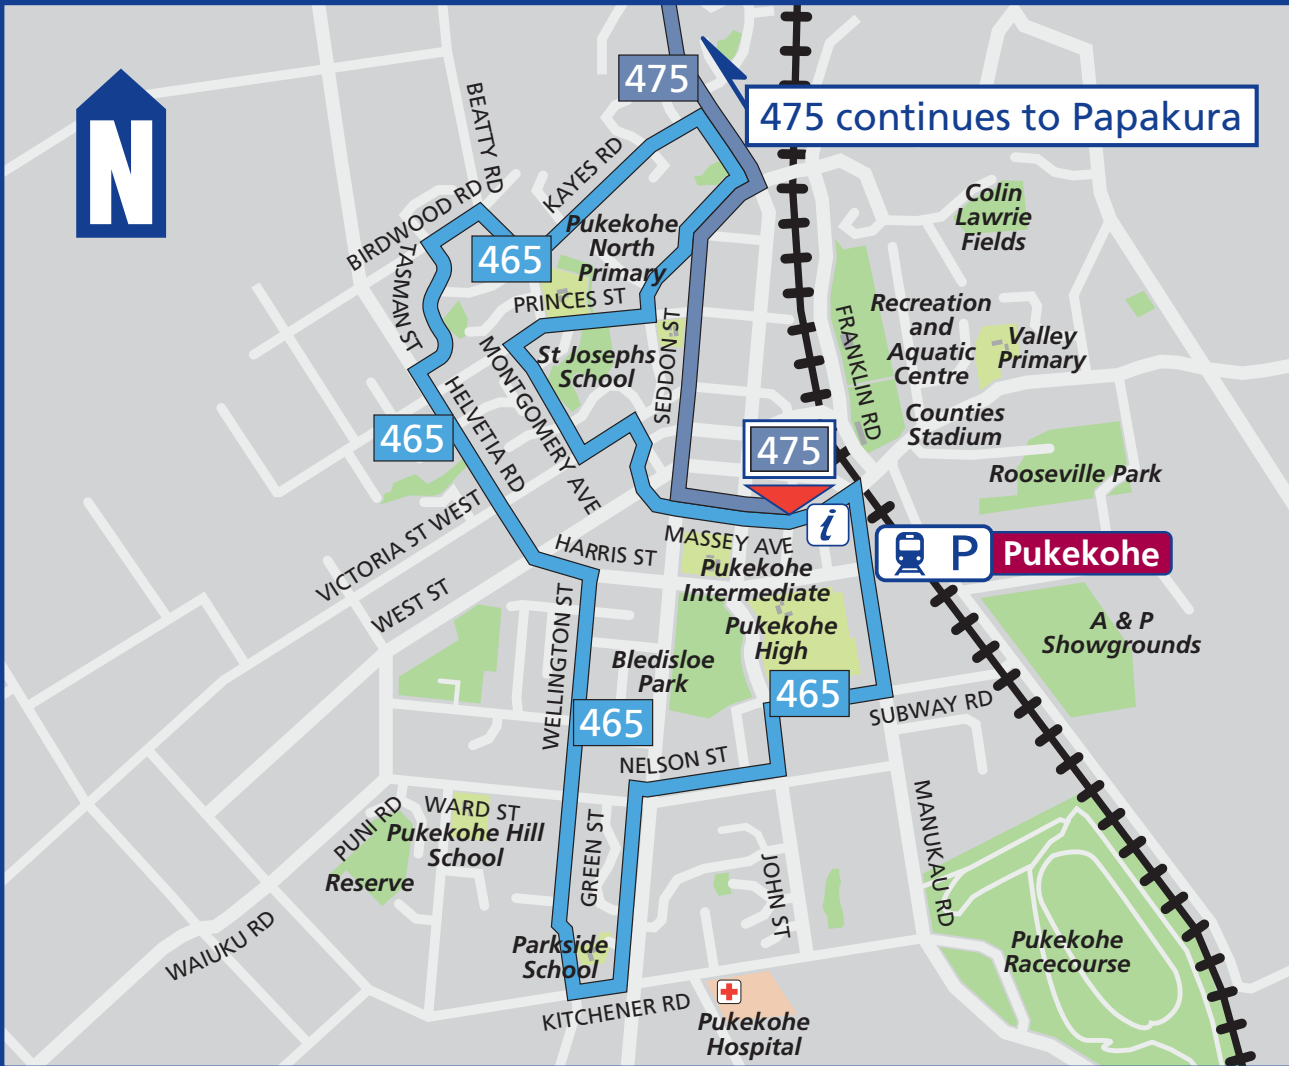 475
475 continues to Papakura
N
BEATTY RD
KAYES RD
BIRDWOOD RD
Pukekohe
North
Primary
465
TASMAN ST
PRINCES ST
Colin
Lawrie
Fields
Recreation
and
Aquatic
Centre
Valley
Primary
FRANKLIN RD
SEDDON ST
St Josephs
School
MONTGOMERY AVE
HELVETIA RD
465
475
Counties
Stadium
Rooseville Park
VICTORIA ST WEST
WEST ST
HARRIS ST
MASSEY AVE
i
P
Pukekohe
Pukekohe
Intermediate
Pukekohe
High
A & P
Showgrounds
WELLINGTON ST
Bledisloe
Park
465
465
SUBWAY RD
NELSON ST
PUNI RD
WARD ST
Pukekohe Hill
School
Reserve
GREEN ST
JOHN ST
MANUKAU RD
WAIUKU RD
Parkside
School
KITCHENER RD
Pukekohe
Racecourse
Pukekohe
Hospital